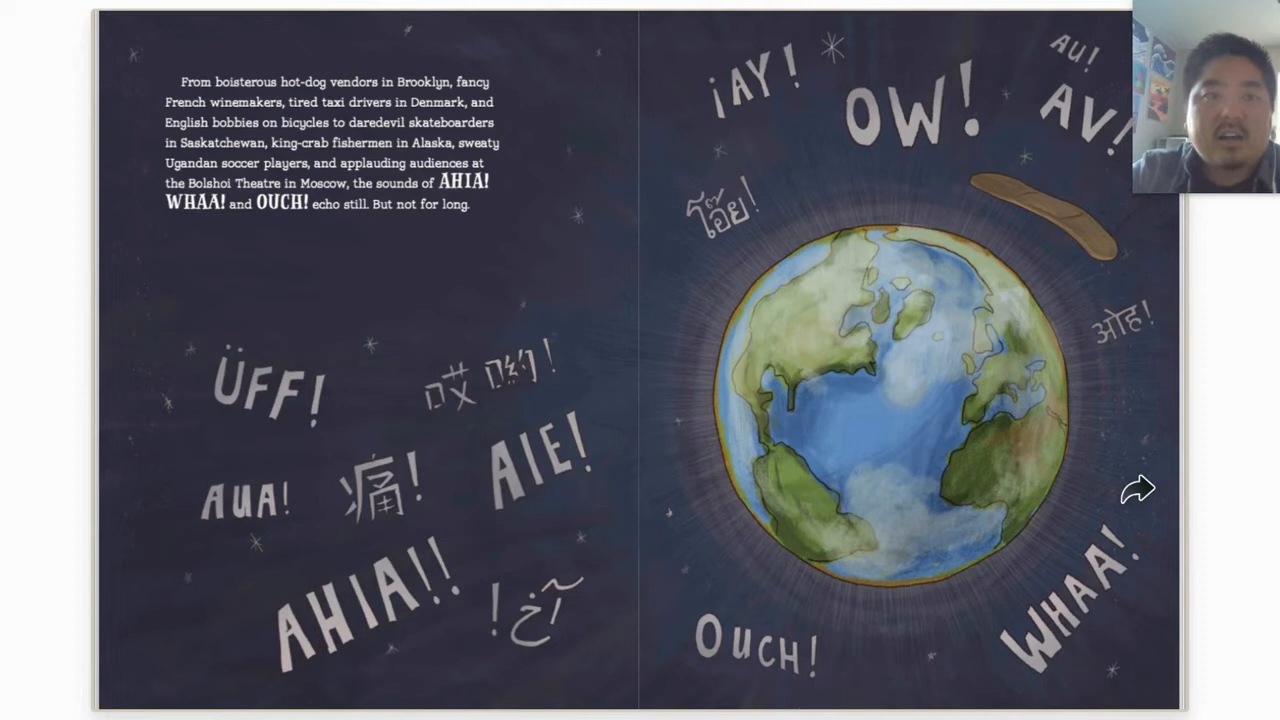 From boisterous hot-dog vendors in Brooklyn, fancy
French winemakers, tired taxi drivers in Denmark, and
English bobbies on bicycles to daredevil skateboarders
in Saskatchewan, king-crab fishermen in Alaska, sweaty
Ugandan soccer players, and applauding audiences at
the Bolshoi Theatre in Moscow, the sounds of AHIA!
WHAA! and OUCH! echo still. But not for long.
ÜFF!
哎哟!
AUA!
痛!
AIE!
AHIA!!
آخ!
¡AY!
OW!
AU!
AV!
โอ๊ย!
ओह!
OUCH!
WHAA!